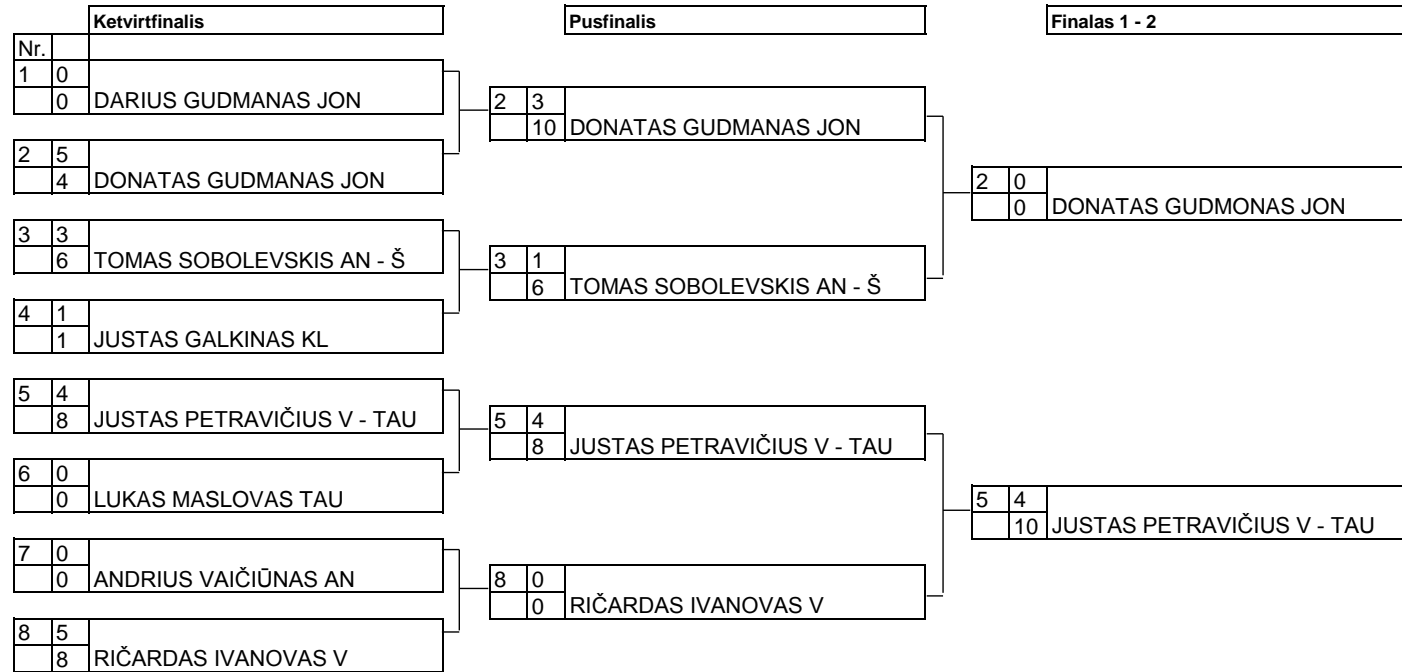 Ketvirtfinalis Pusfinalis Finalas 1 - 2
Nr.
1 0
0 DARIUS GUDMANAS JON
2 3
10 DONATAS GUDMANAS JON
2 5
4 DONATAS GUDMANAS JON
2 0
0 DONATAS GUDMONAS JON
3 3
6 TOMAS SOBOLEVSKIS AN - Š
3 1
6 TOMAS SOBOLEVSKIS AN - Š
4 1
1 JUSTAS GALKINAS KL
5 4
8 JUSTAS PETRAVIČIUS V - TAU
5 4
8 JUSTAS PETRAVIČIUS V - TAU
6 0
0 LUKAS MASLOVAS TAU
5 4
10 JUSTAS PETRAVIČIUS V - TAU
7 0
0 ANDRIUS VAIČIŪNAS AN
8 0
0 RIČARDAS IVANOVAS V
8 5
8 RIČARDAS IVANOVAS V